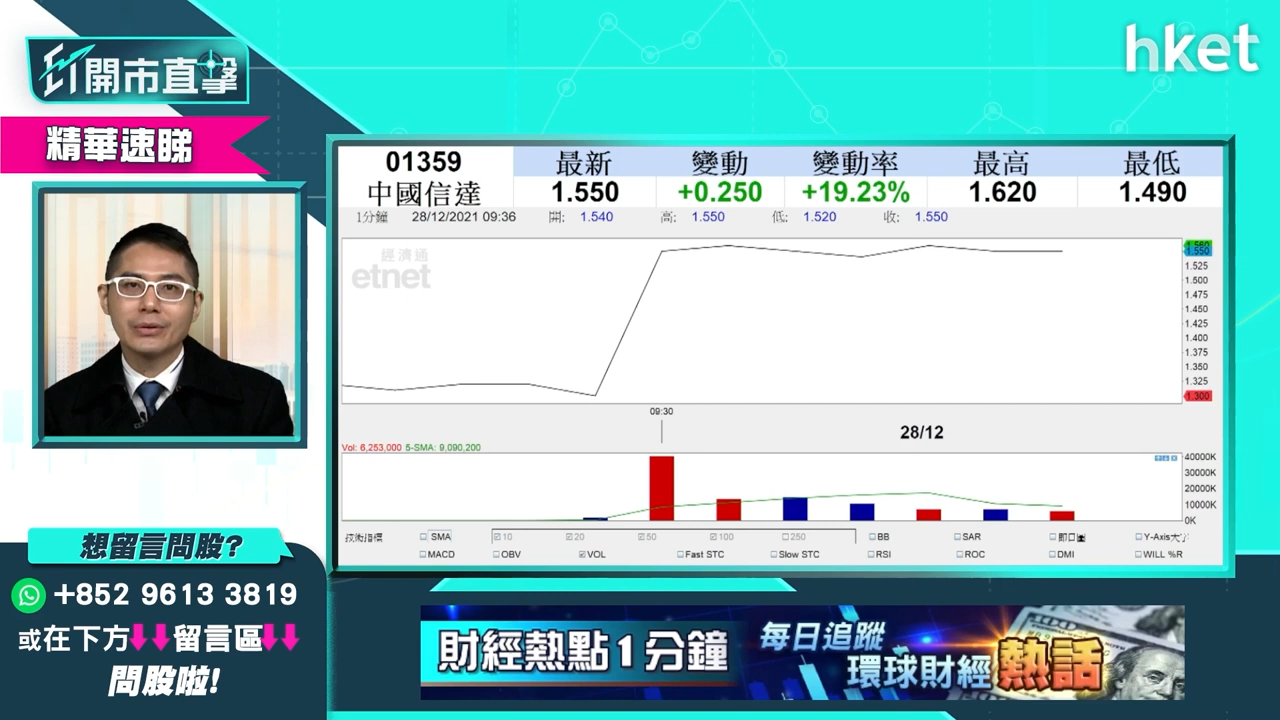 開市直擊
hket
精華速睇
01359
中國信達
最新
變動
變動率
最高
最低
1.550
+0.250
+19.23%
1.620
1.490
1分鐘 28/12/2021 09:36 開: 1.540 高: 1.550 低: 1.520 收: 1.550
經濟通
etnet
1.550
1.525
1.500
1.475
1.450
1.425
1.400
1.375
1.350
1.325
1.300
09:30
28/12
Vol: 6,253,000 5-SMA: 9,090,200
40000K
30000K
20000K
10000K
0K
技術指標 SMA 10 20 50 100 250 BB SAR Y-Axis大
MACD OBV VOL Fast STC Slow STC RSI ROC DMI WILL %R
想留言問股?
+852 9613 3819
或在下方留言區
問股啦!
財經熱點1分鐘
每日追蹤
環球財經熱話